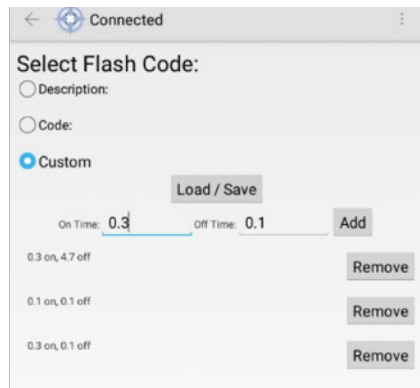 Connected
Select Flash Code:
Description:
Code:
Custom
Load / Save
On Time: 0.3 Off Time: 0.1 Add
0.3 on, 4.7 off
Remove
0.1 on, 0.1 off
Remove
0.3 on, 0.1 off
Remove